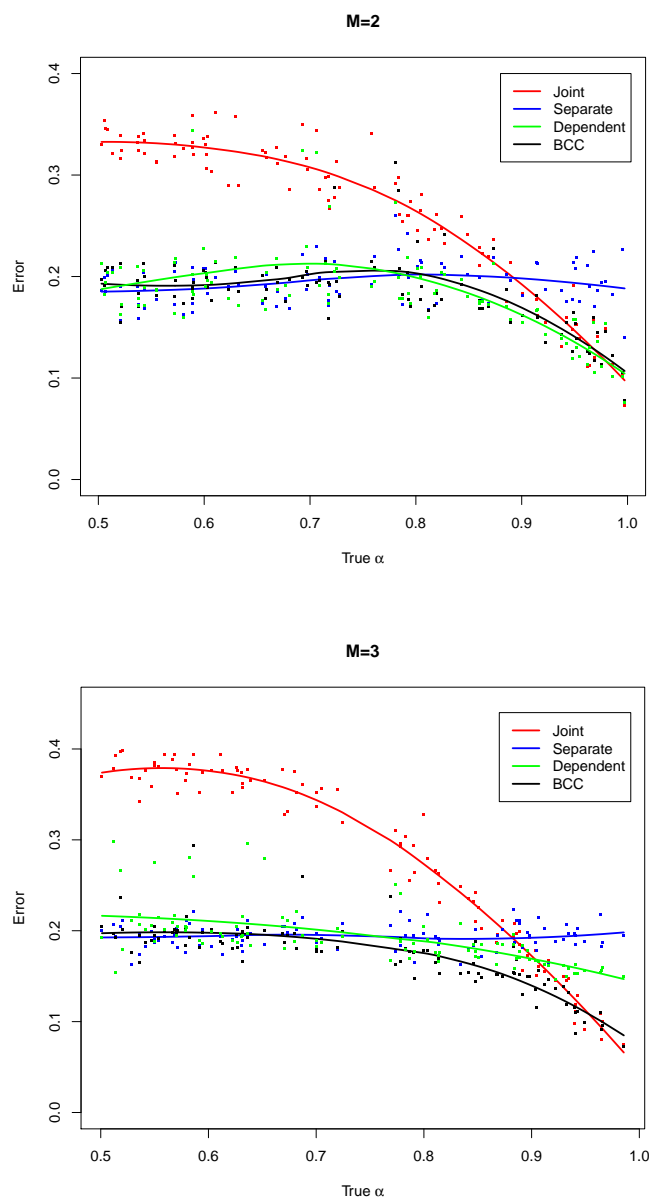 M=2
0.4
0.3
0.2
0.1
0.0
Error
Joint
Separate
Dependent
BCC
0.5 0.6 0.7 0.8 0.9 1.0
True α
M=3
0.4
0.3
0.2
0.1
0.0
Error
Joint
Separate
Dependent
BCC
0.5 0.6 0.7 0.8 0.9 1.0
True α